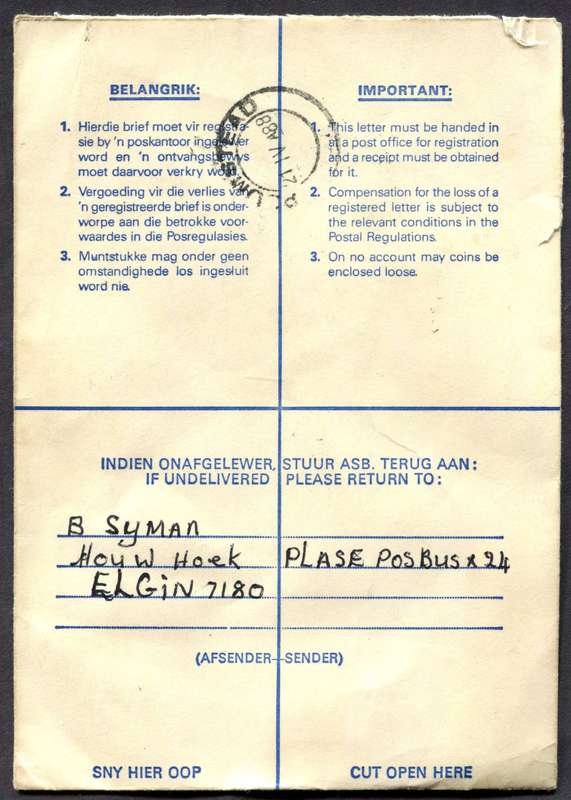 BELANGRIK:
1. Hierdie brief moet vir registra-
sie by 'n poskantoor ingelewer
word en 'n ontvangsbewys
moet daarvoor verkry word.
2. Vergoeding vir die verlies van
'n geregistreerde brief is onder-
worpe aan die betrokke voor-
waardes in die Posregulasies.
3. Muntstukke mag onder geen
omstandighede los ingesluit
word nie.
IMPORTANT:
1. This letter must be handed in
at a post office for registration
and a receipt must be obtained
for it.
2. Compensation for the loss of a
registered letter is subject to
the relevant conditions in the
Postal Regulations.
3. On no account may coins be
enclosed loose.
PLUMSTEAD
INDIEN ONAFGELEWER, STUUR ASB. TERUG AAN:
IF UNDELIVERED PLEASE RETURN TO:
B SYMAN
HOUW HOEK PLASE POSBUS X 24
ELGIN 7180
(AFSENDER–SENDER)
SNY HIER OOP
CUT OPEN HERE